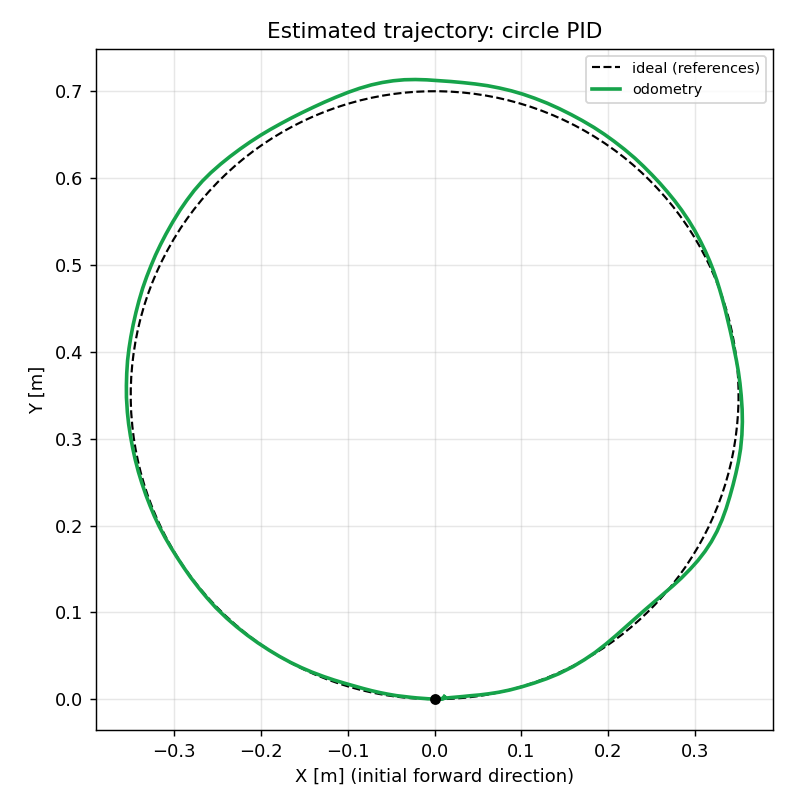 Estimated trajectory: circle PID
ideal (references)
odometry
Y [m]
0.7
0.6
0.5
0.4
0.3
0.2
0.1
0.0
−0.3 −0.2 −0.1 0.0 0.1 0.2 0.3
X [m] (initial forward direction)